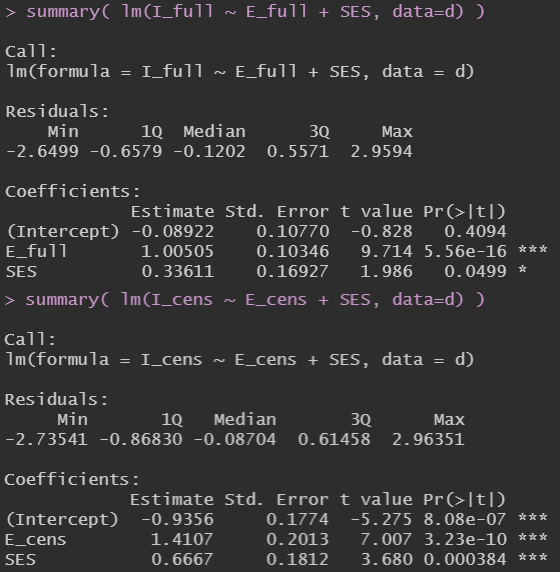 > summary( lm(I_full ~ E_full + SES, data=d) )
Call:
lm(formula = I_full ~ E_full + SES, data = d)
Residuals:
Min 1Q Median 3Q Max
-2.6499 -0.6579 -0.1202 0.5571 2.9594
Coefficients:
Estimate Std. Error t value Pr(>|t|)
(Intercept) -0.08922 0.10770 -0.828 0.4094
E_full 1.00505 0.10346 9.714 5.56e-16 ***
SES 0.33611 0.16927 1.986 0.0499 *
> summary( lm(I_cens ~ E_cens + SES, data=d) )
Call:
lm(formula = I_cens ~ E_cens + SES, data = d)
Residuals:
Min 1Q Median 3Q Max
-2.73541 -0.86830 -0.08704 0.61458 2.96351
Coefficients:
Estimate Std. Error t value Pr(>|t|)
(Intercept) -0.9356 0.1774 -5.275 8.08e-07 ***
E_cens 1.4107 0.2013 7.007 3.23e-10 ***
SES 0.6667 0.1812 3.680 0.000384 ***